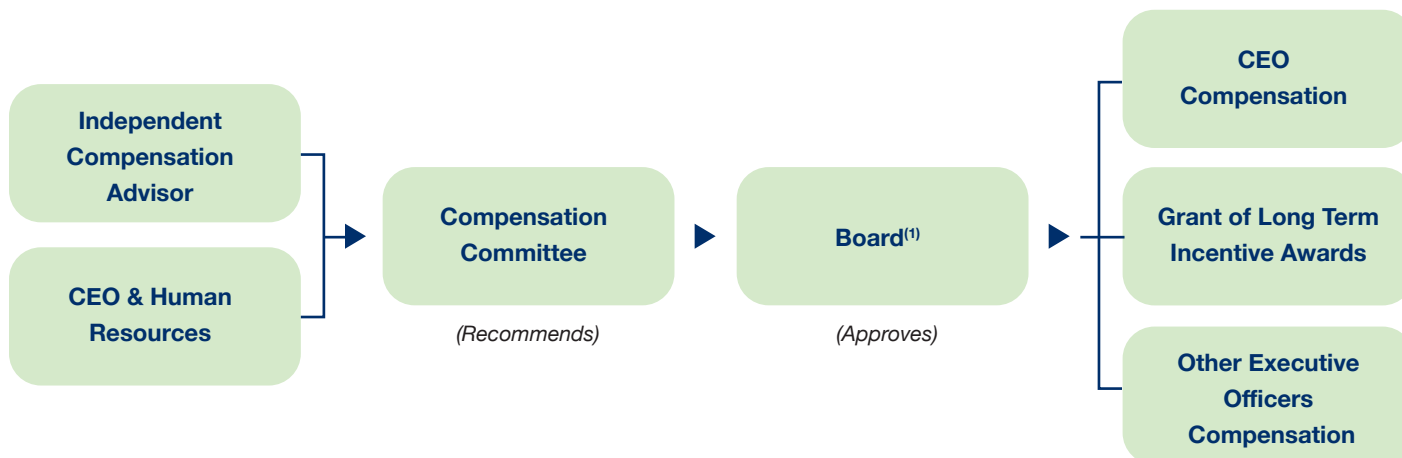 Independent
Compensation
Advisor
CEO & Human
Resources
Compensation
Committee
(Recommends)
Board(1)
(Approves)
CEO
Compensation
Grant of Long Term
Incentive Awards
Other Executive
Officers
Compensation